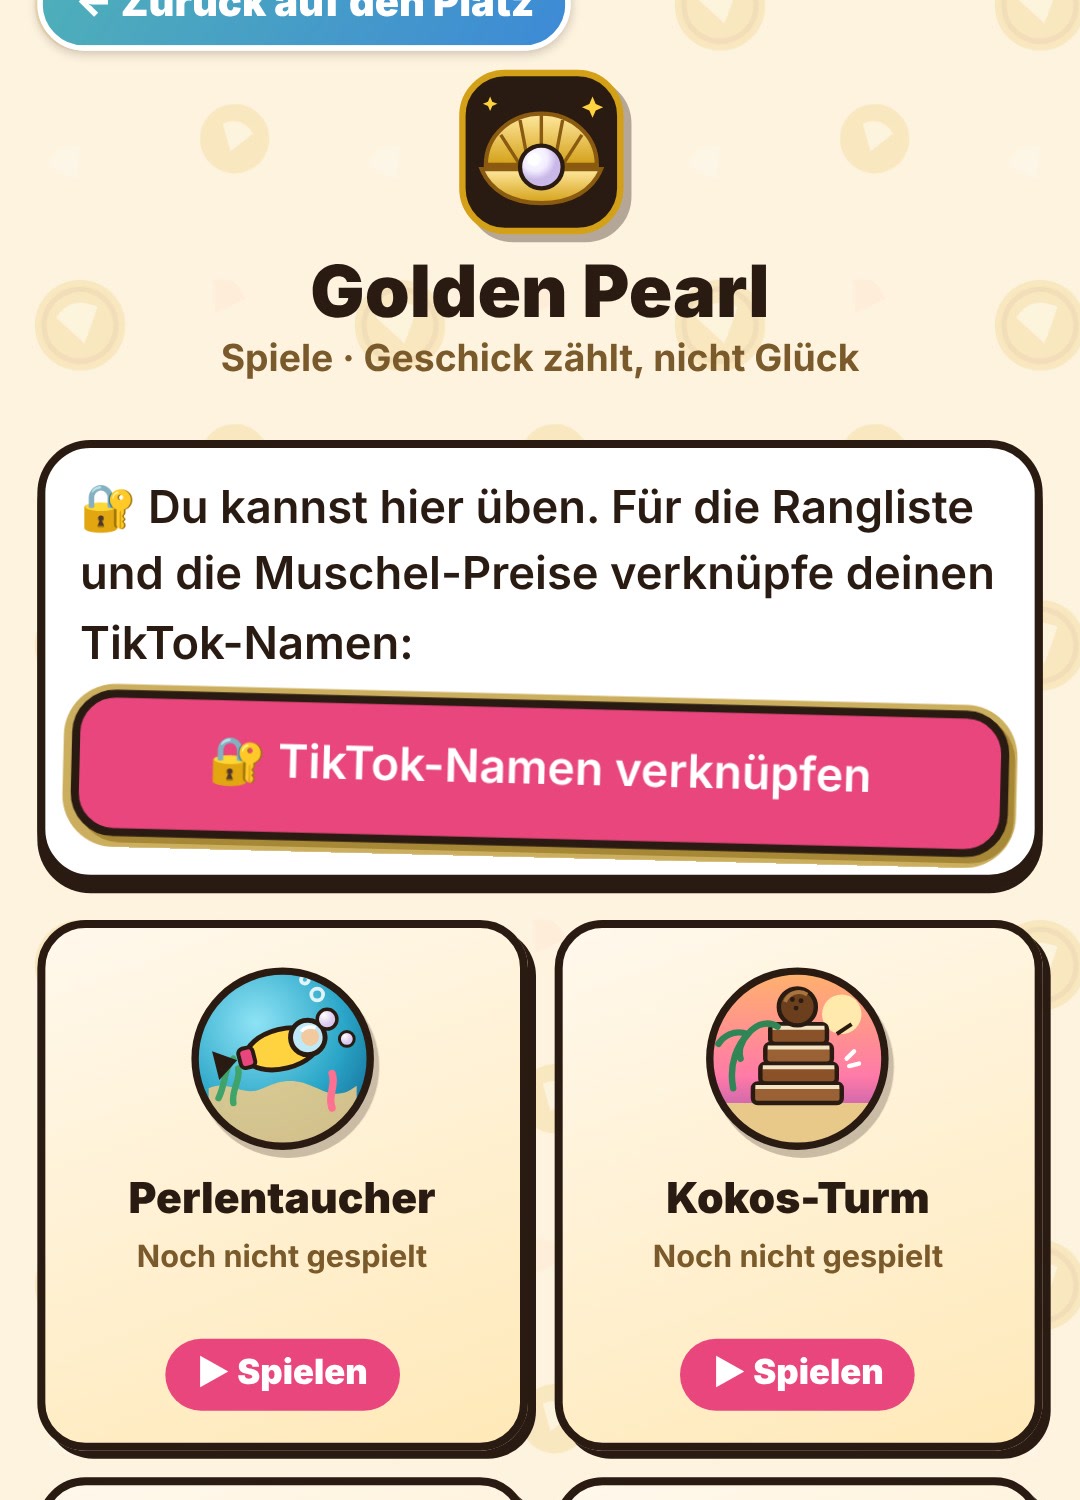 ← Zurück auf den Platz
Golden Pearl
Spiele · Geschick zählt, nicht Glück
🔐 Du kannst hier üben. Für die Rangliste
und die Muschel-Preise verknüpfe deinen
TikTok-Namen:
🔐 TikTok-Namen verknüpfen
Perlentaucher
Kokos-Turm
Noch nicht gespielt
Noch nicht gespielt
▶ Spielen
▶ Spielen